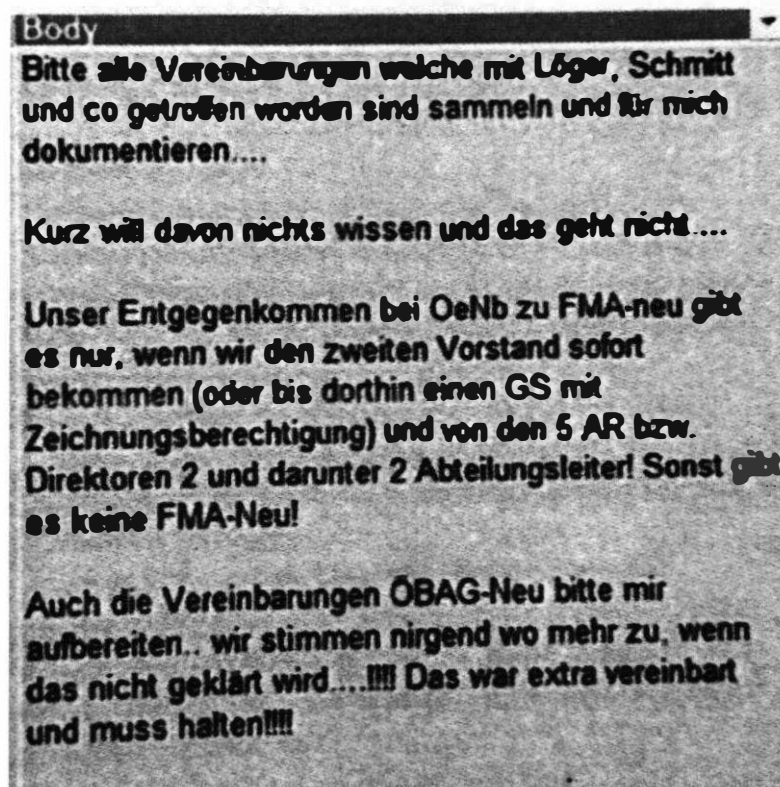 Body
Bitte alle Vereinbarungen welche mit Löger, Schmitt
und co getroffen worden sind sammeln und für mich
dokumentieren....
Kurz will davon nichts wissen und das geht nicht....
Unser Entgegenkommen bei OeNb zu FMA-neu gibt
es nur, wenn wir den zweiten Vorstand sofort
bekommen (oder bis dorthin einen GS mit
Zeichnungsberechtigung) und von den 5 AR bzw.
Direktoren 2 und darunter 2 Abteilungsleiter! Sonst gibt
es keine FMA-Neu!
Auch die Vereinbarungen ÖBAG-Neu bitte mir
aufbereiten.. wir stimmen nirgend wo mehr zu, wenn
das nicht geklärt wird....!!!! Das war extra vereinbart
und muss halten!!!!